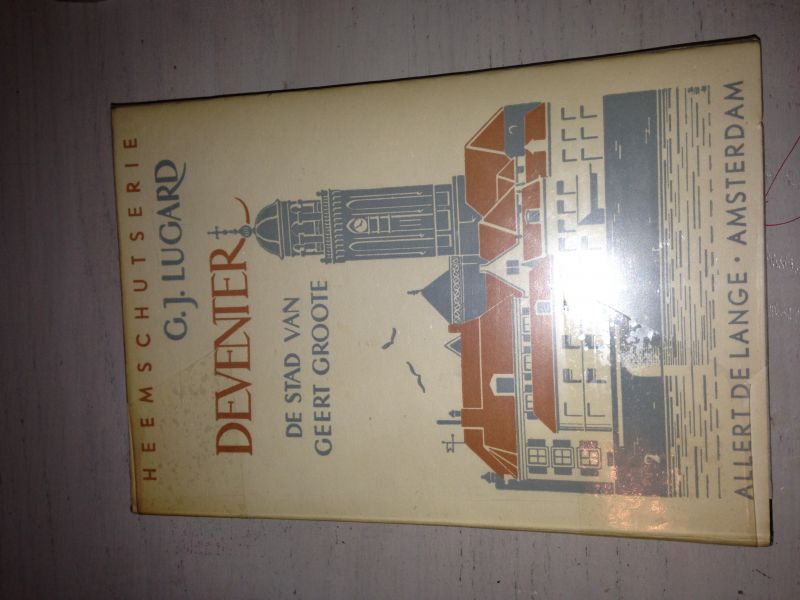 HEEMSCHUTSERIE
G.J. LUGARD
DEVENTER
DE STAD VAN
GEERT GROOTE
ALLERT DE LANGE · AMSTERDAM